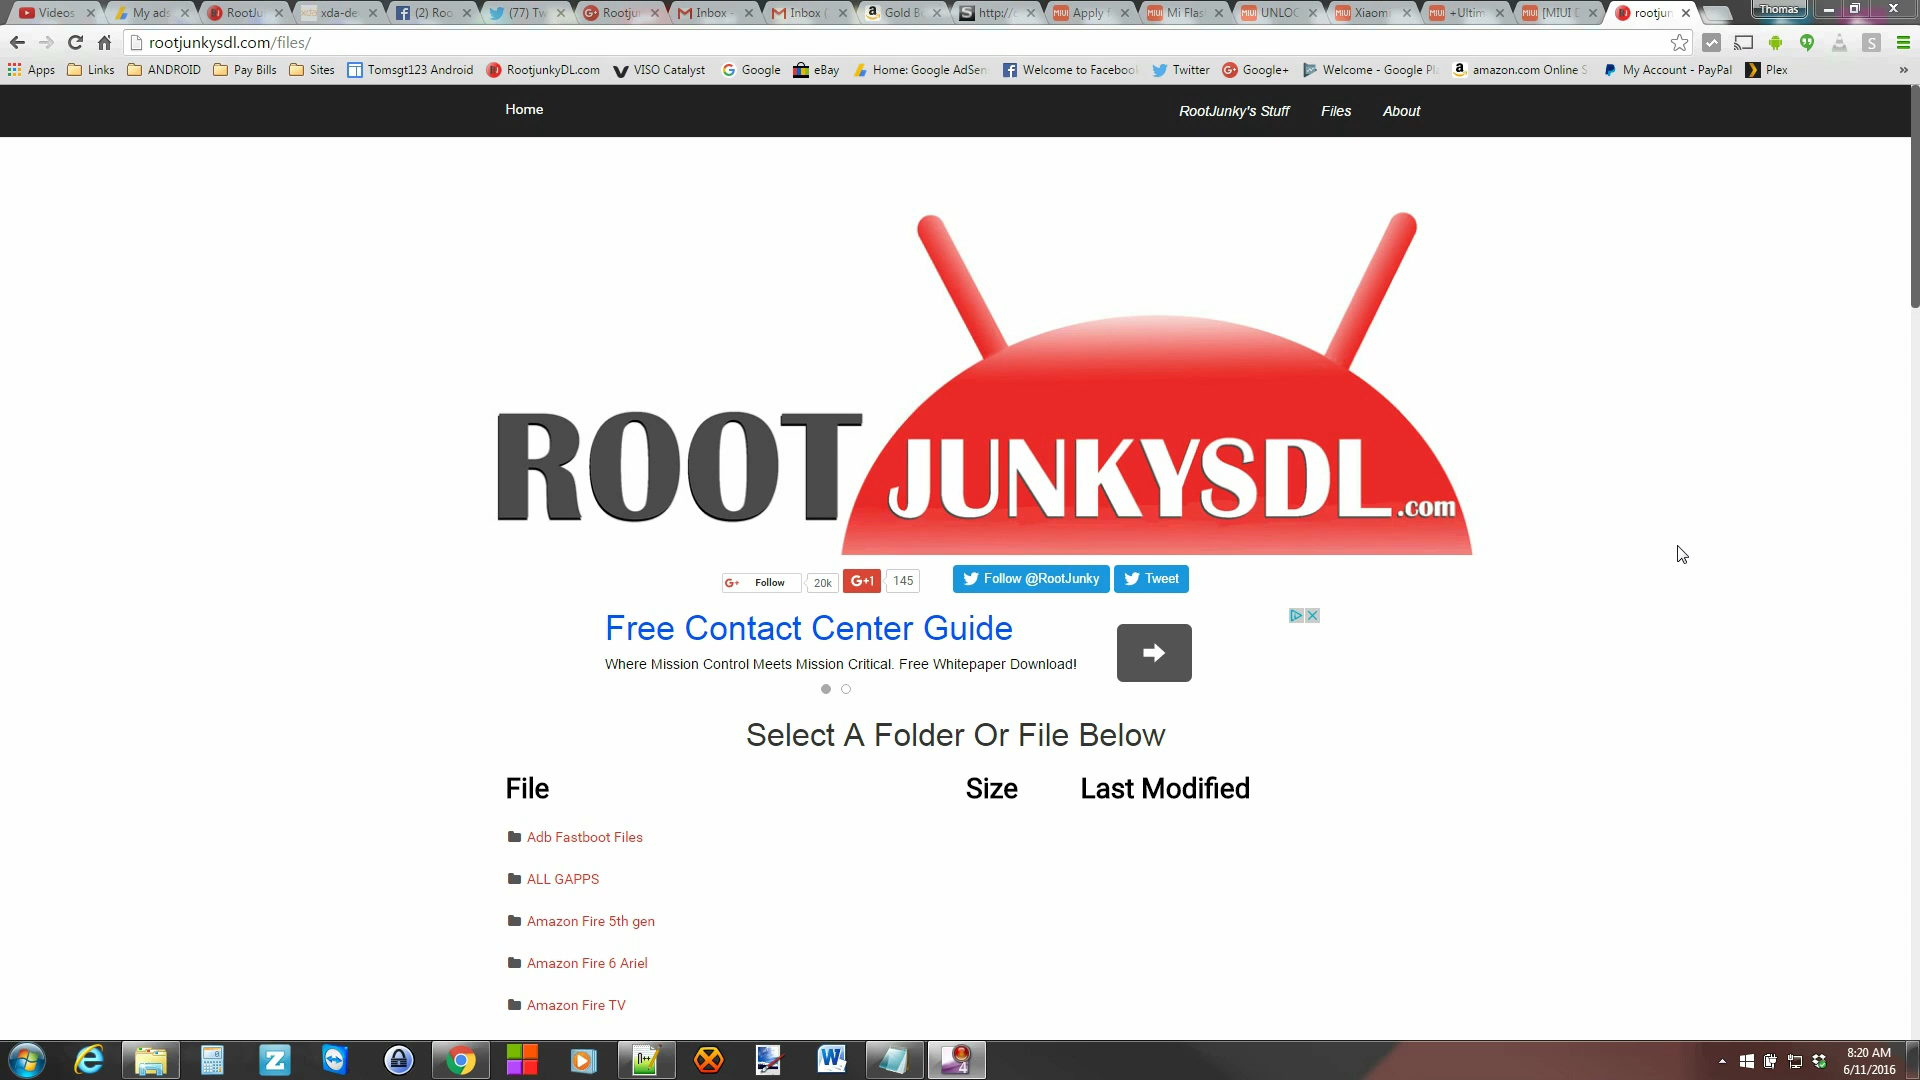 Videos
My ads
RootJu
xda-de
(2) Roo
(77) Tw
Rootju
Inbox
Inbox (
Gold B
http://
Apply f
Mi Flas
UNLOC
Xiaomi
+Ultim
[MIUI D
rootjun
Thomas
rootjunkysdl.com/files/
Apps
Links
ANDROID
Pay Bills
Sites
Tomsgt123 Android
RootjunkyDL.com
VISO Catalyst
Google
eBay
Home: Google AdSen
Welcome to Facebook
Twitter
Google+
Welcome - Google Pl
amazon.com Online S
My Account - PayPal
Plex
»
Home
RootJunky's Stuff
Files
About
ROOT JUNKYSDL.com
G+ Follow
20k
G+1
145
Follow @RootJunky
Tweet
Free Contact Center Guide
Where Mission Control Meets Mission Critical. Free Whitepaper Download!
Select A Folder Or File Below
File Size Last Modified
Adb Fastboot Files
ALL GAPPS
Amazon Fire 5th gen
Amazon Fire 6 Ariel
Amazon Fire TV
8:20 AM
6/11/2016